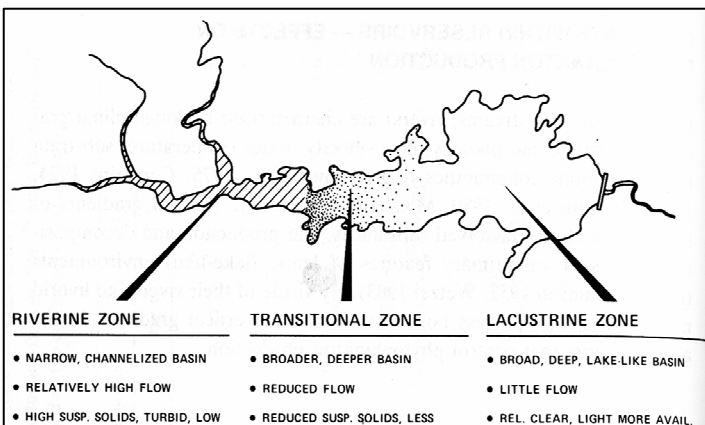 RIVERINE ZONE
• NARROW, CHANNELIZED BASIN
• RELATIVELY HIGH FLOW
• HIGH SUSP. SOLIDS, TURBID, LOW
TRANSITIONAL ZONE
• BROADER, DEEPER BASIN
• REDUCED FLOW
• REDUCED SUSP. SOLIDS, LESS
LACUSTRINE ZONE
• BROAD, DEEP, LAKE-LIKE BASIN
• LITTLE FLOW
• REL. CLEAR, LIGHT MORE AVAIL.